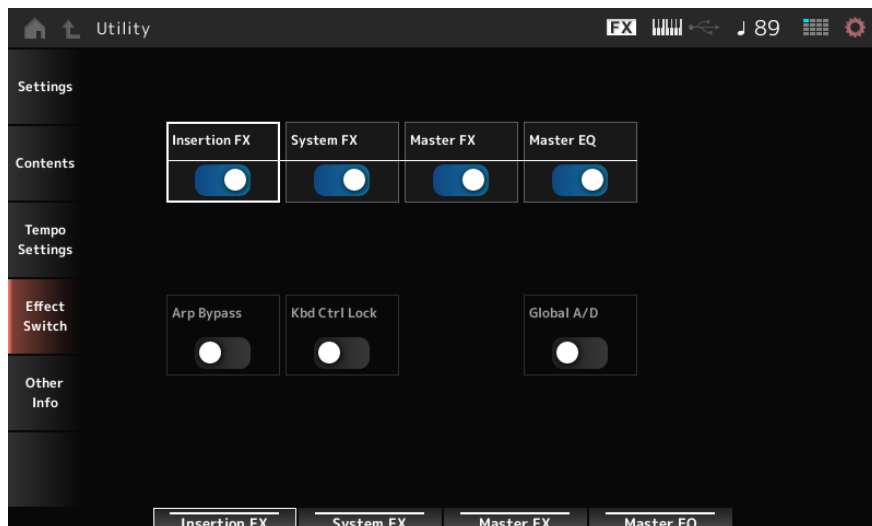 Utility
FX
♩ 89
Settings
Contents
Tempo
Settings
Effect
Switch
Other
Info
Insertion FX
System FX
Master FX
Master EQ
Arp Bypass
Kbd Ctrl Lock
Global A/D
Insertion FX
System FX
Master FX
Master EQ